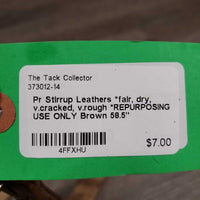 The Tack Collector
373012-14
Pr Stirrup Leathers *fair, dry,
v.cracked, v.rough *REPURPOSING
USE ONLY Brown 58.5"
$7.00
4FFXHU